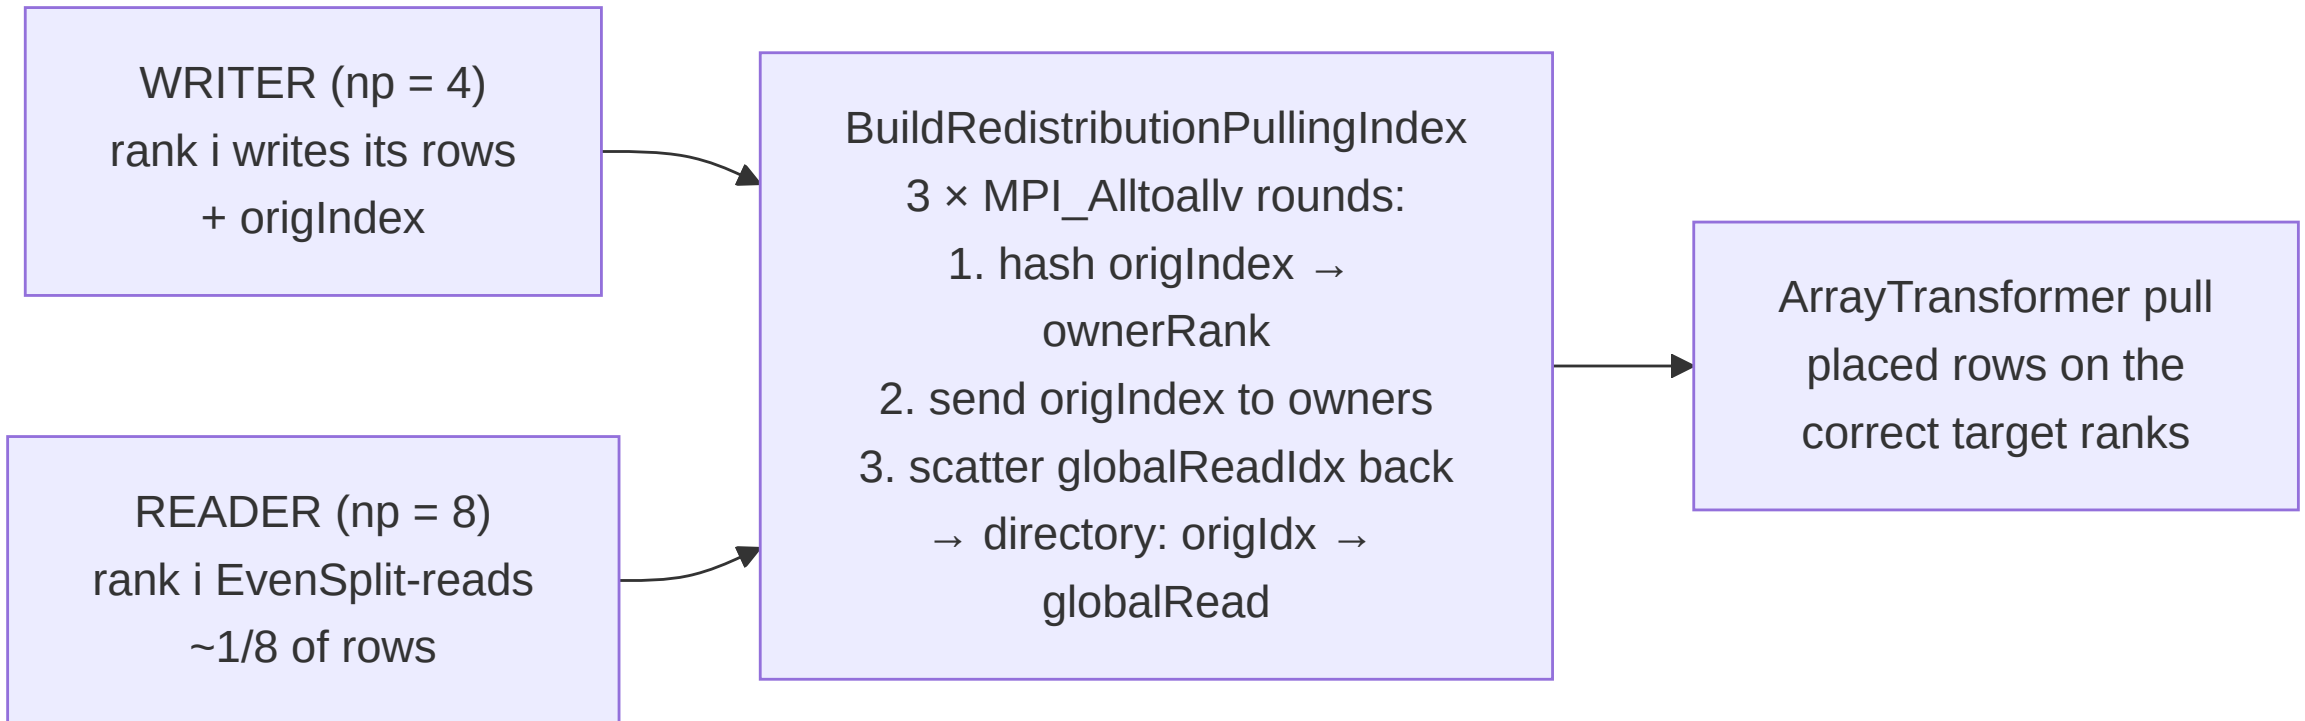 WRITER (np = 4)
rank i writes its rows
+ origIndex
READER (np = 8)
rank i EvenSplit-reads
~1/8 of rows
BuildRedistributionPullingIndex
3 × MPI_Alltoallv rounds:
1. hash origIndex →
ownerRank
2. send origIndex to owners
3. scatter globalReadIdx back
→ directory: origIdx →
globalRead
ArrayTransformer pull
placed rows on the
correct target ranks